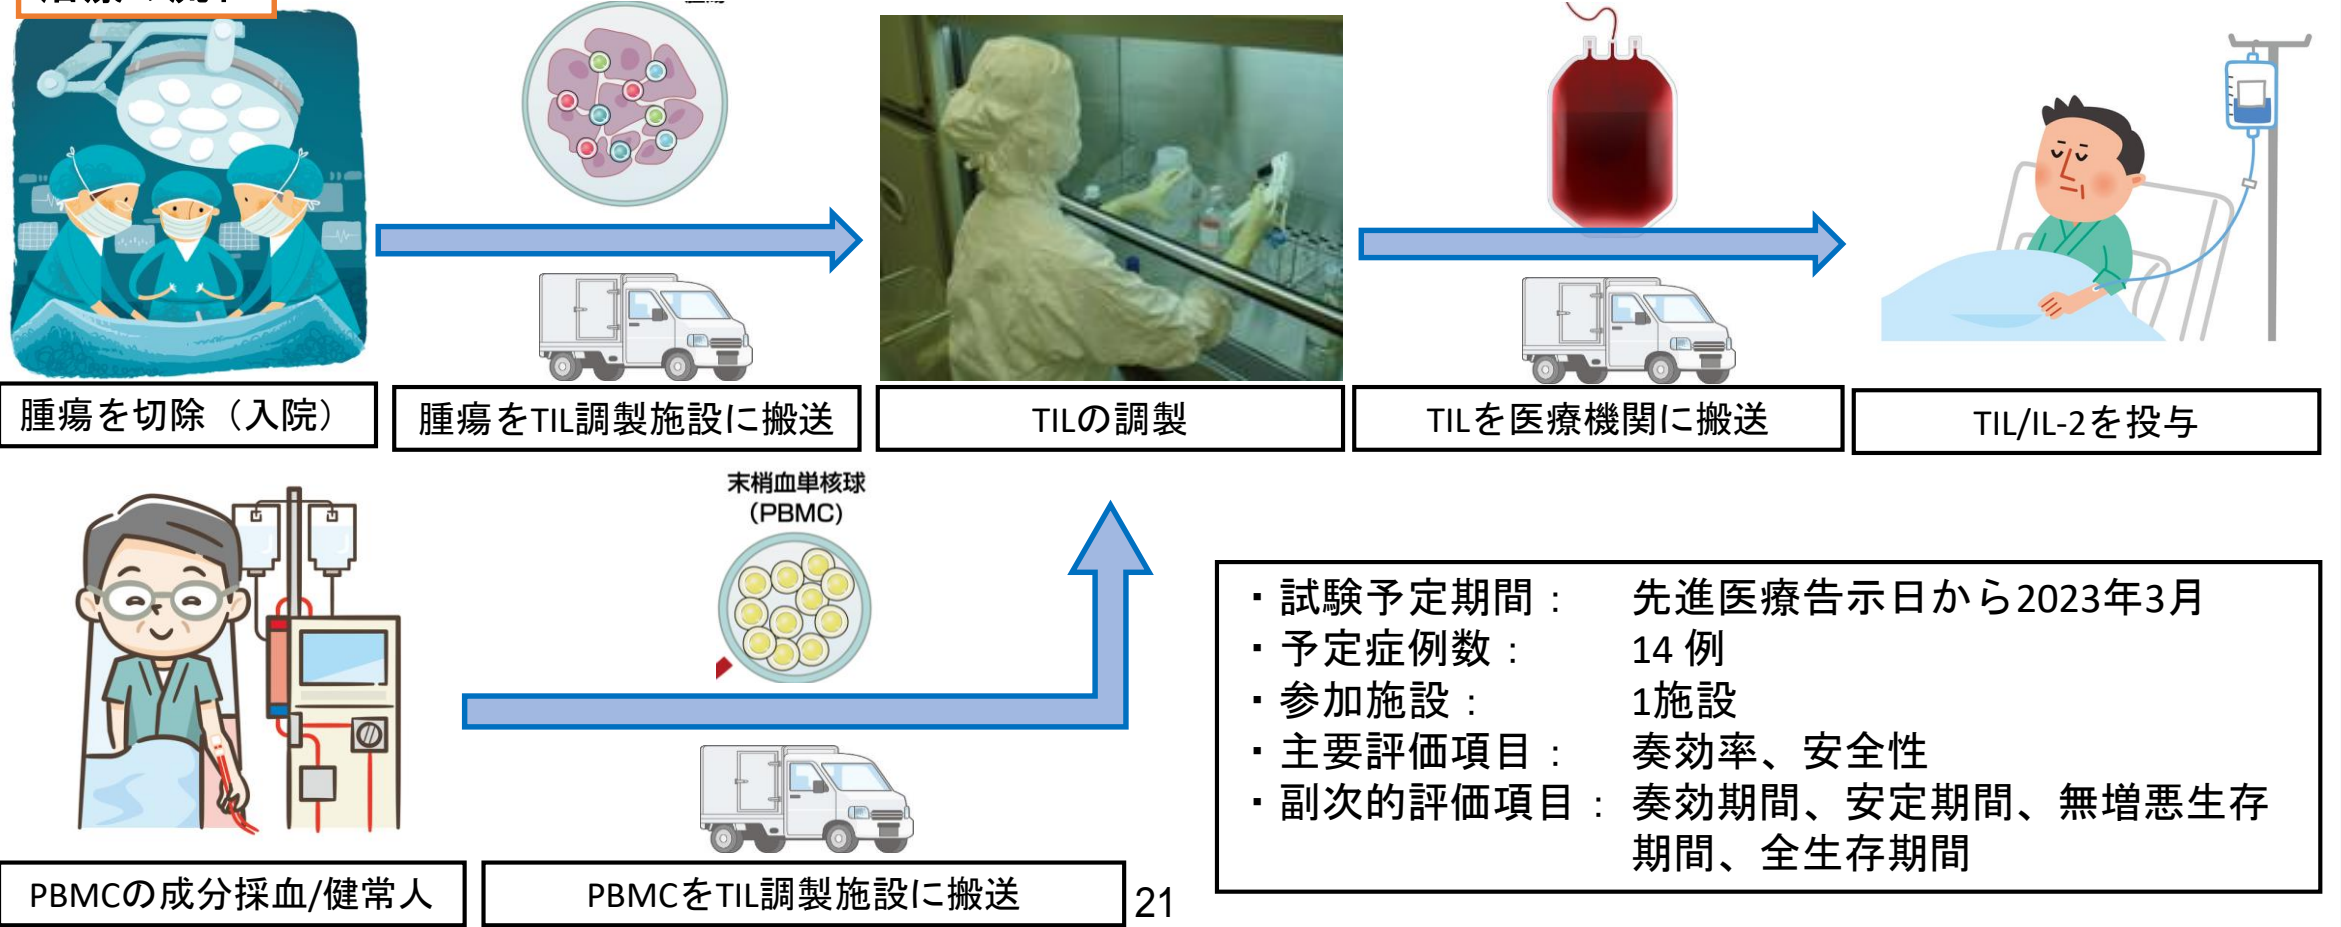 腫瘍を切除（入院）
腫瘍をTIL調製施設に搬送
TILの調製
TILを医療機関に搬送
TIL/IL-2を投与
末梢血単核球
（PBMC）
PBMCの成分採血/健常人
PBMCをTIL調製施設に搬送
21
・試験予定期間： 先進医療告示日から2023年3月
・予定症例数： 14 例
・参加施設： 1施設
・主要評価項目： 奏効率、安全性
・副次的評価項目： 奏効期間、安定期間、無増悪生存
期間、全生存期間